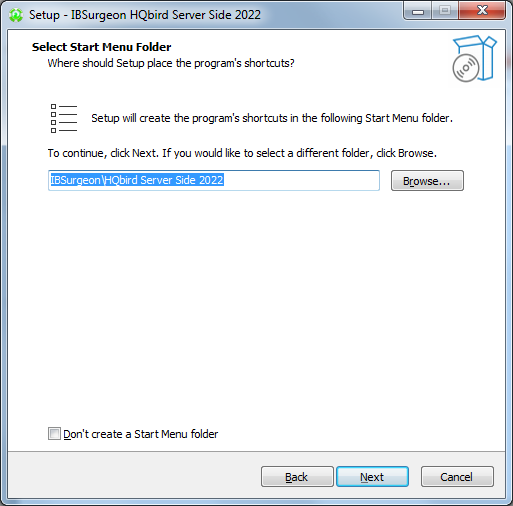 Setup - IBSurgeon HQbird Server Side 2022
Select Start Menu Folder
Where should Setup place the program's shortcuts?
Setup will create the program's shortcuts in the following Start Menu folder.
To continue, click Next. If you would like to select a different folder, click Browse.
IBSurgeon\HQbird Server Side 2022
Browse...
Don't create a Start Menu folder
Back
Next
Cancel